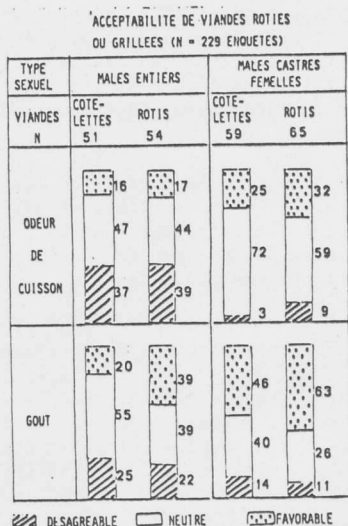 ACCEPTABILITE DE VIANDES ROTIES
OU GRILLEES (N = 229 ENQUETES)
TYPE SEXUEL MALES ENTIERS MALES CASTRES FEMELLES
VIANDES COTE-LETTES ROTIS COTE-LETTES ROTIS
N 51 54 59 65
ODEUR DE CUISSON
16 17 25 32
47 44 72 59
37 39 3 9
GOUT
20 39 46 63
55 39 40 26
25 22 14 11
DESAGREABLE NEUTRE FAVORABLE